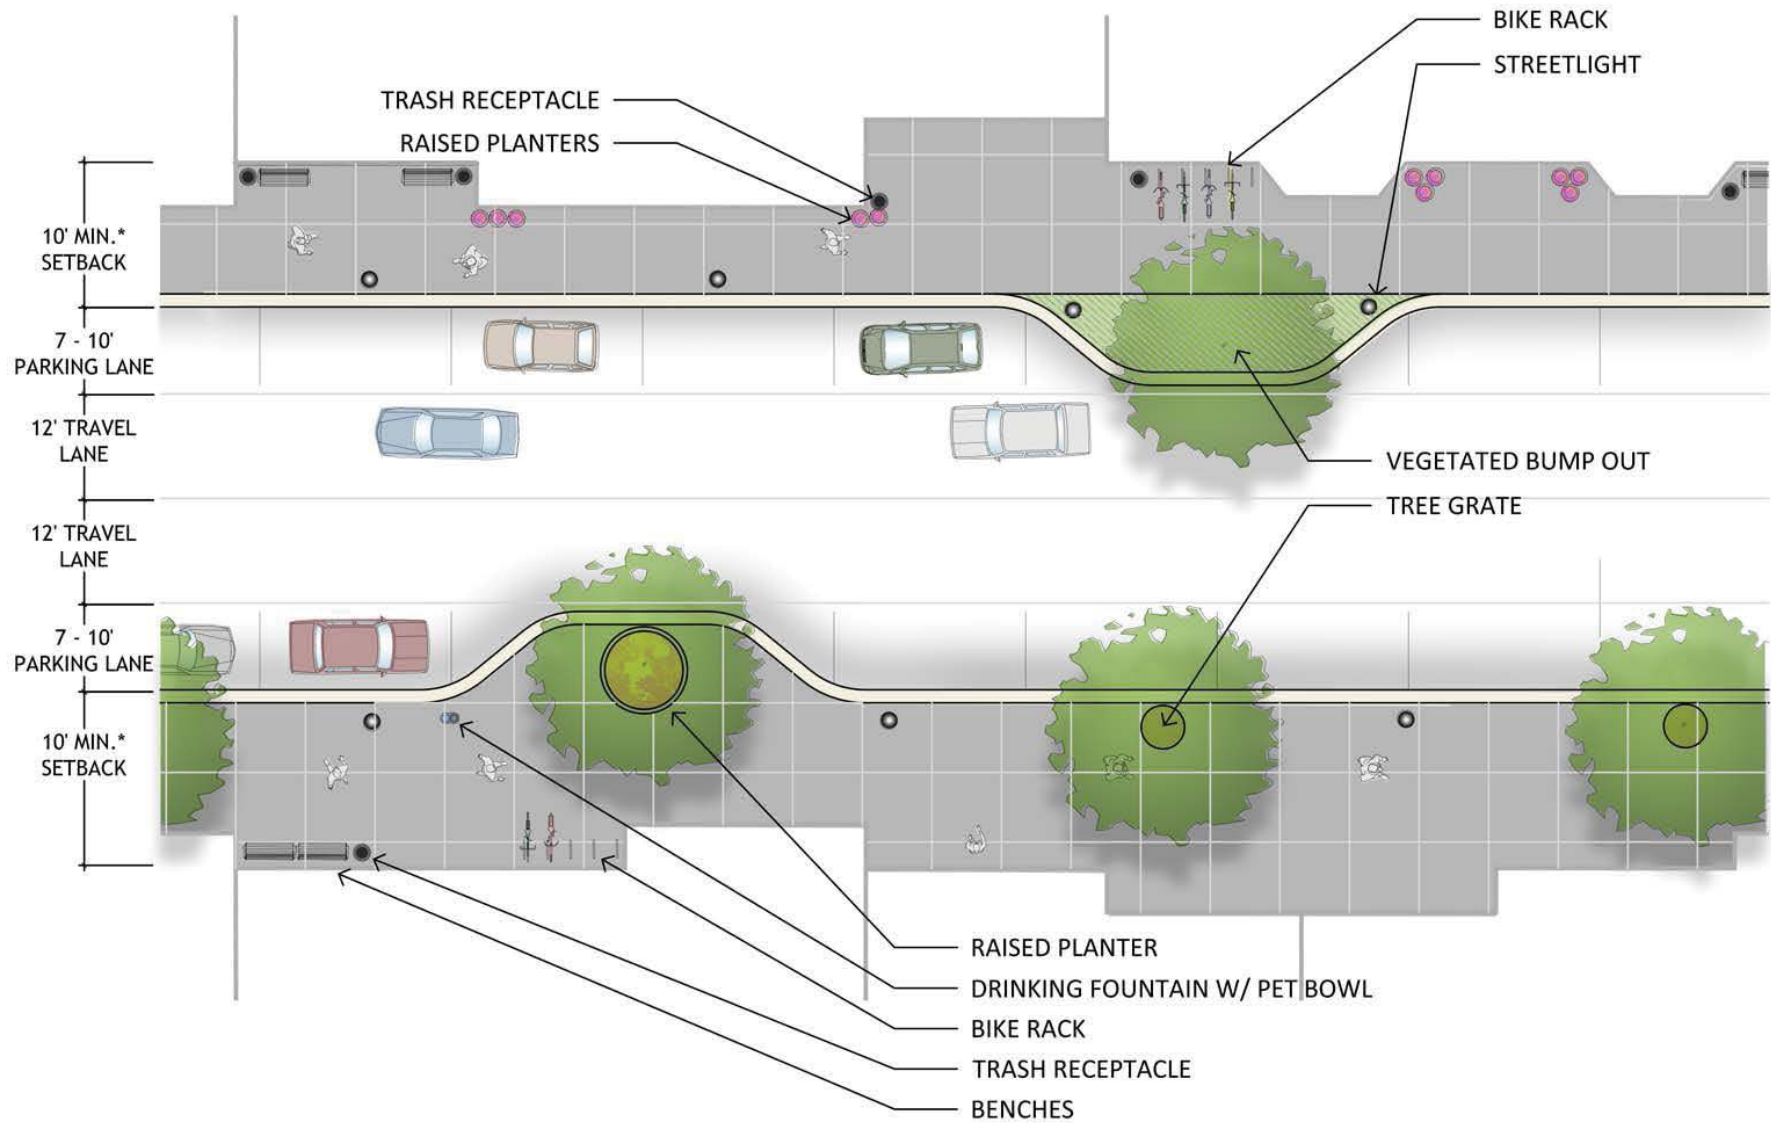 BIKE RACK
STREETLIGHT
TRASH RECEPTACLE
RAISED PLANTERS
10' MIN.*
SETBACK
7 - 10'
PARKING LANE
12' TRAVEL
LANE
VEGETATED BUMP OUT
TREE GRATE
12' TRAVEL
LANE
7 - 10'
PARKING LANE
10' MIN.*
SETBACK
RAISED PLANTER
DRINKING FOUNTAIN W/ PET BOWL
BIKE RACK
TRASH RECEPTACLE
BENCHES